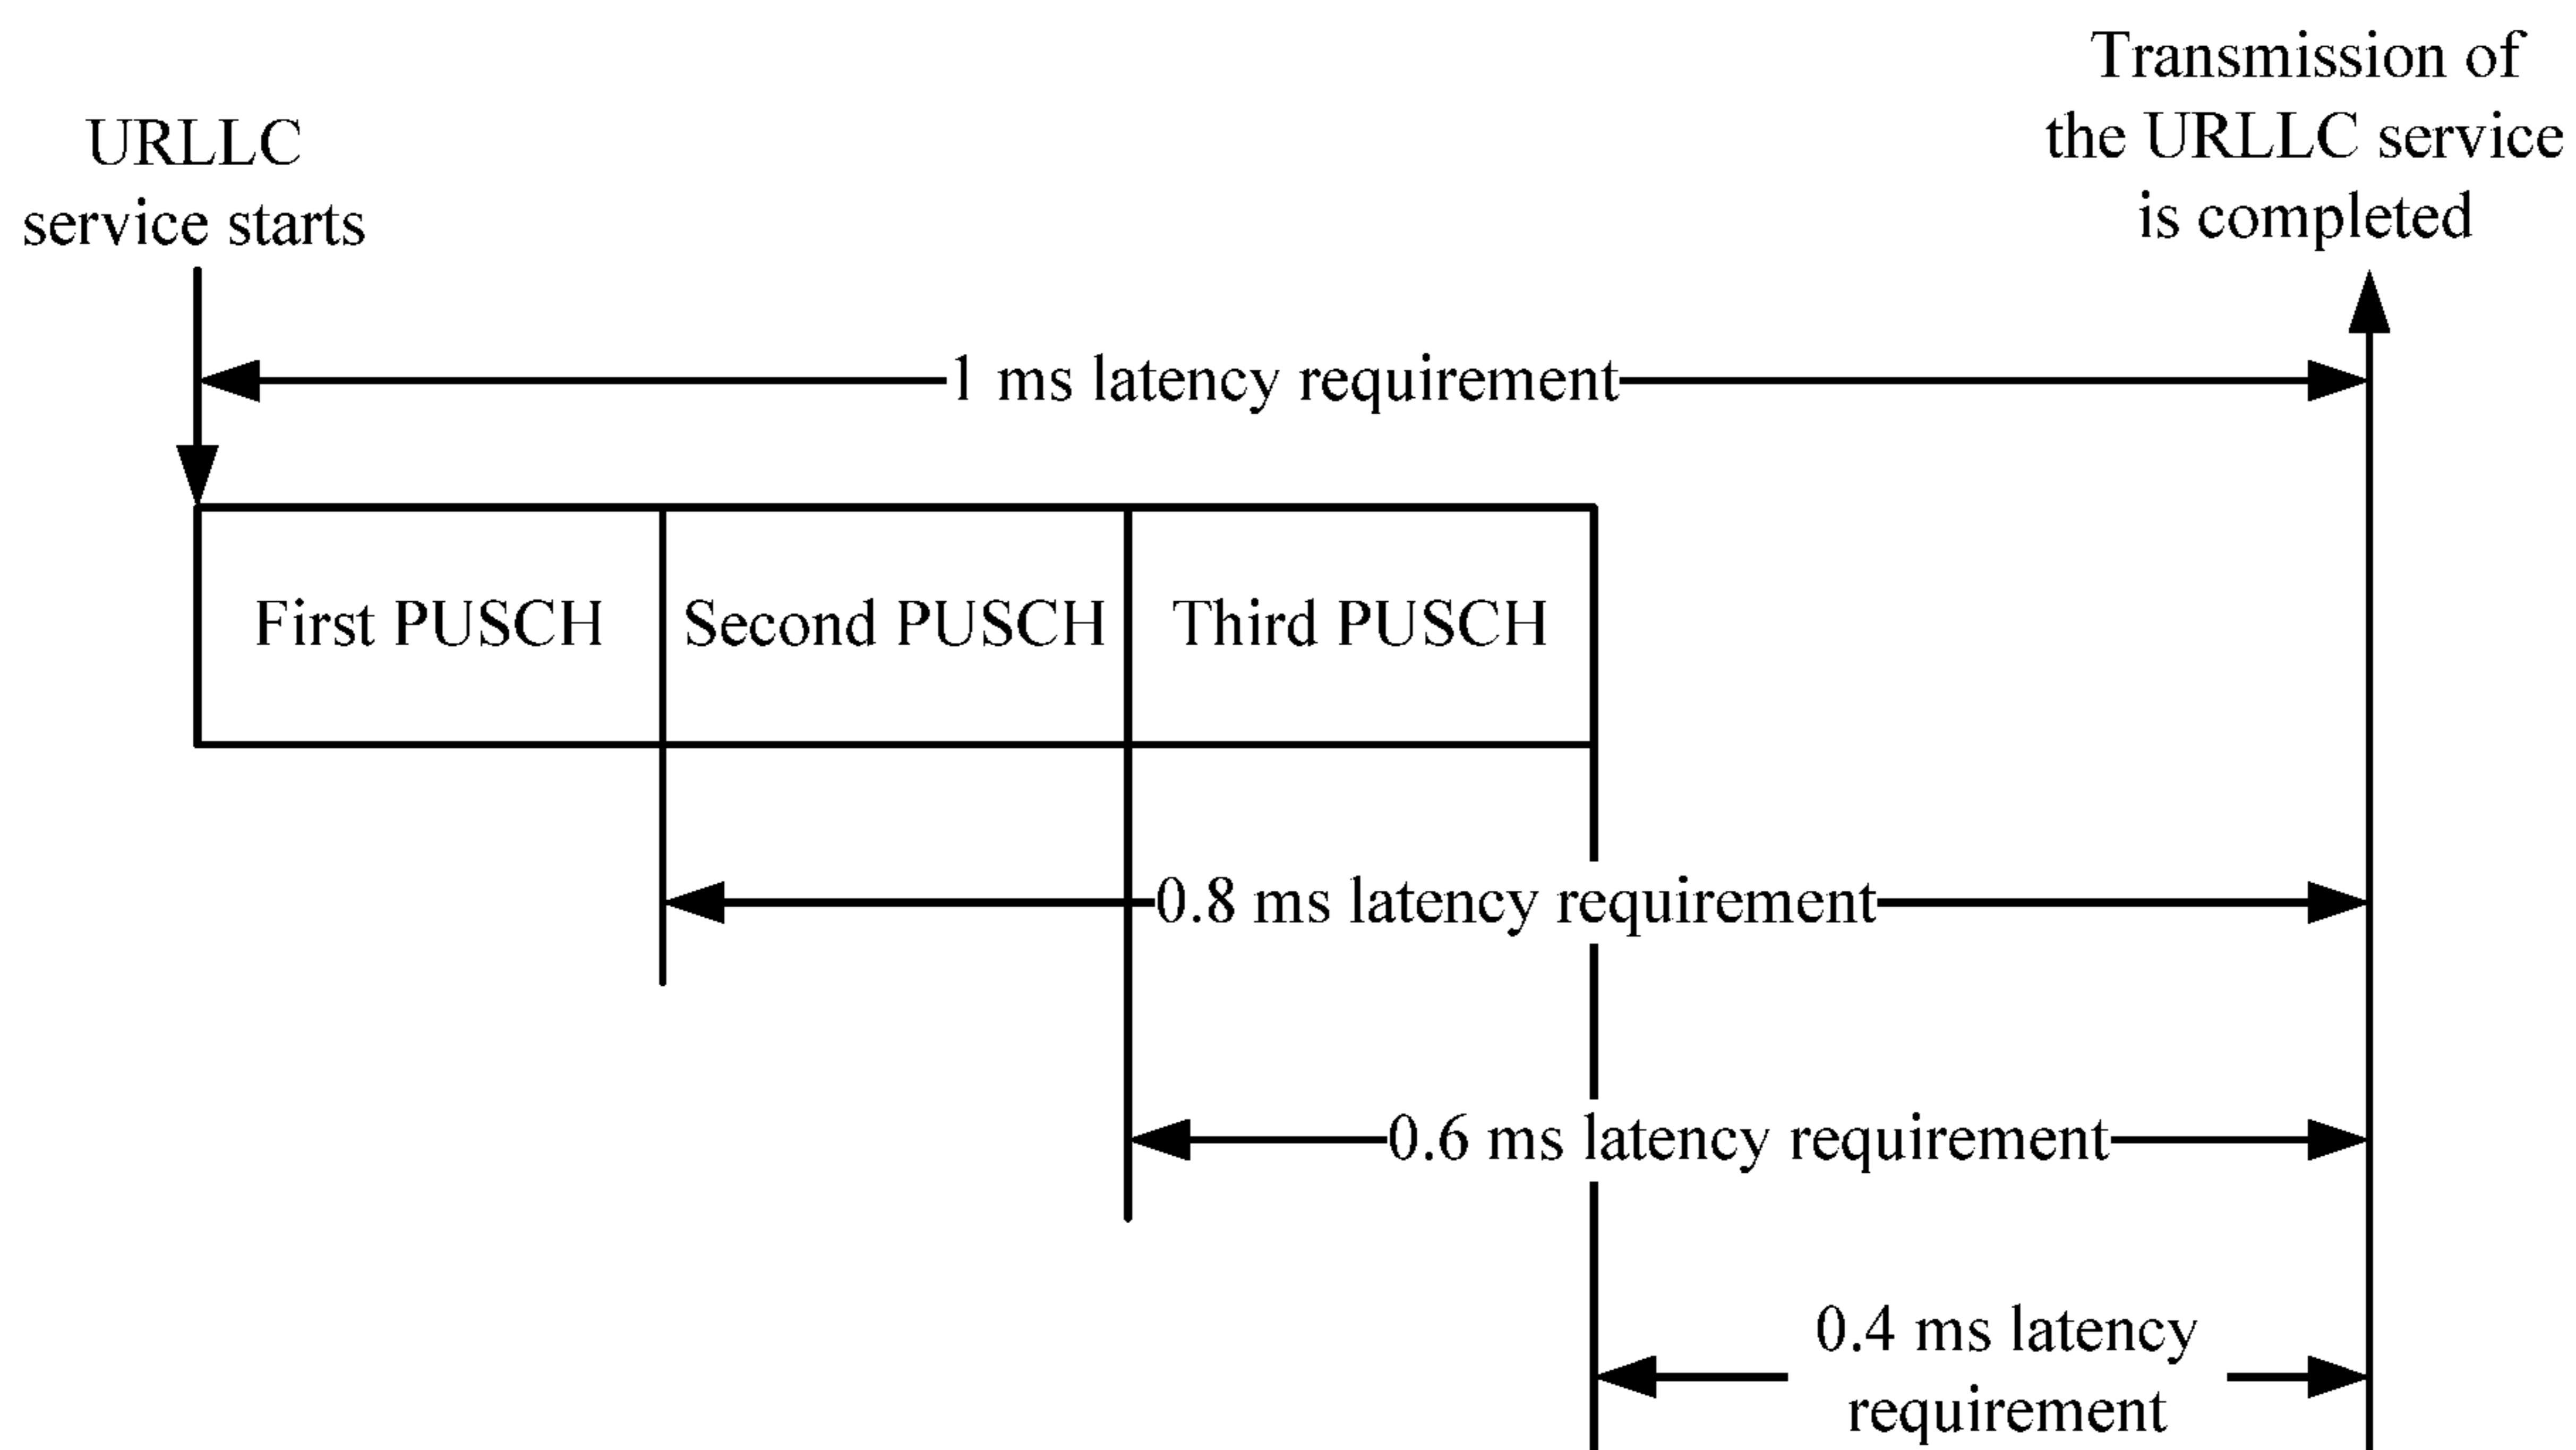 Transmission of
the URLLC service
is completed
URLLC
service starts
1 ms latency requirement
First PUSCH
Second PUSCH
Third PUSCH
0.8 ms latency requirement
0.6 ms latency requirement
0.4 ms latency
requirement